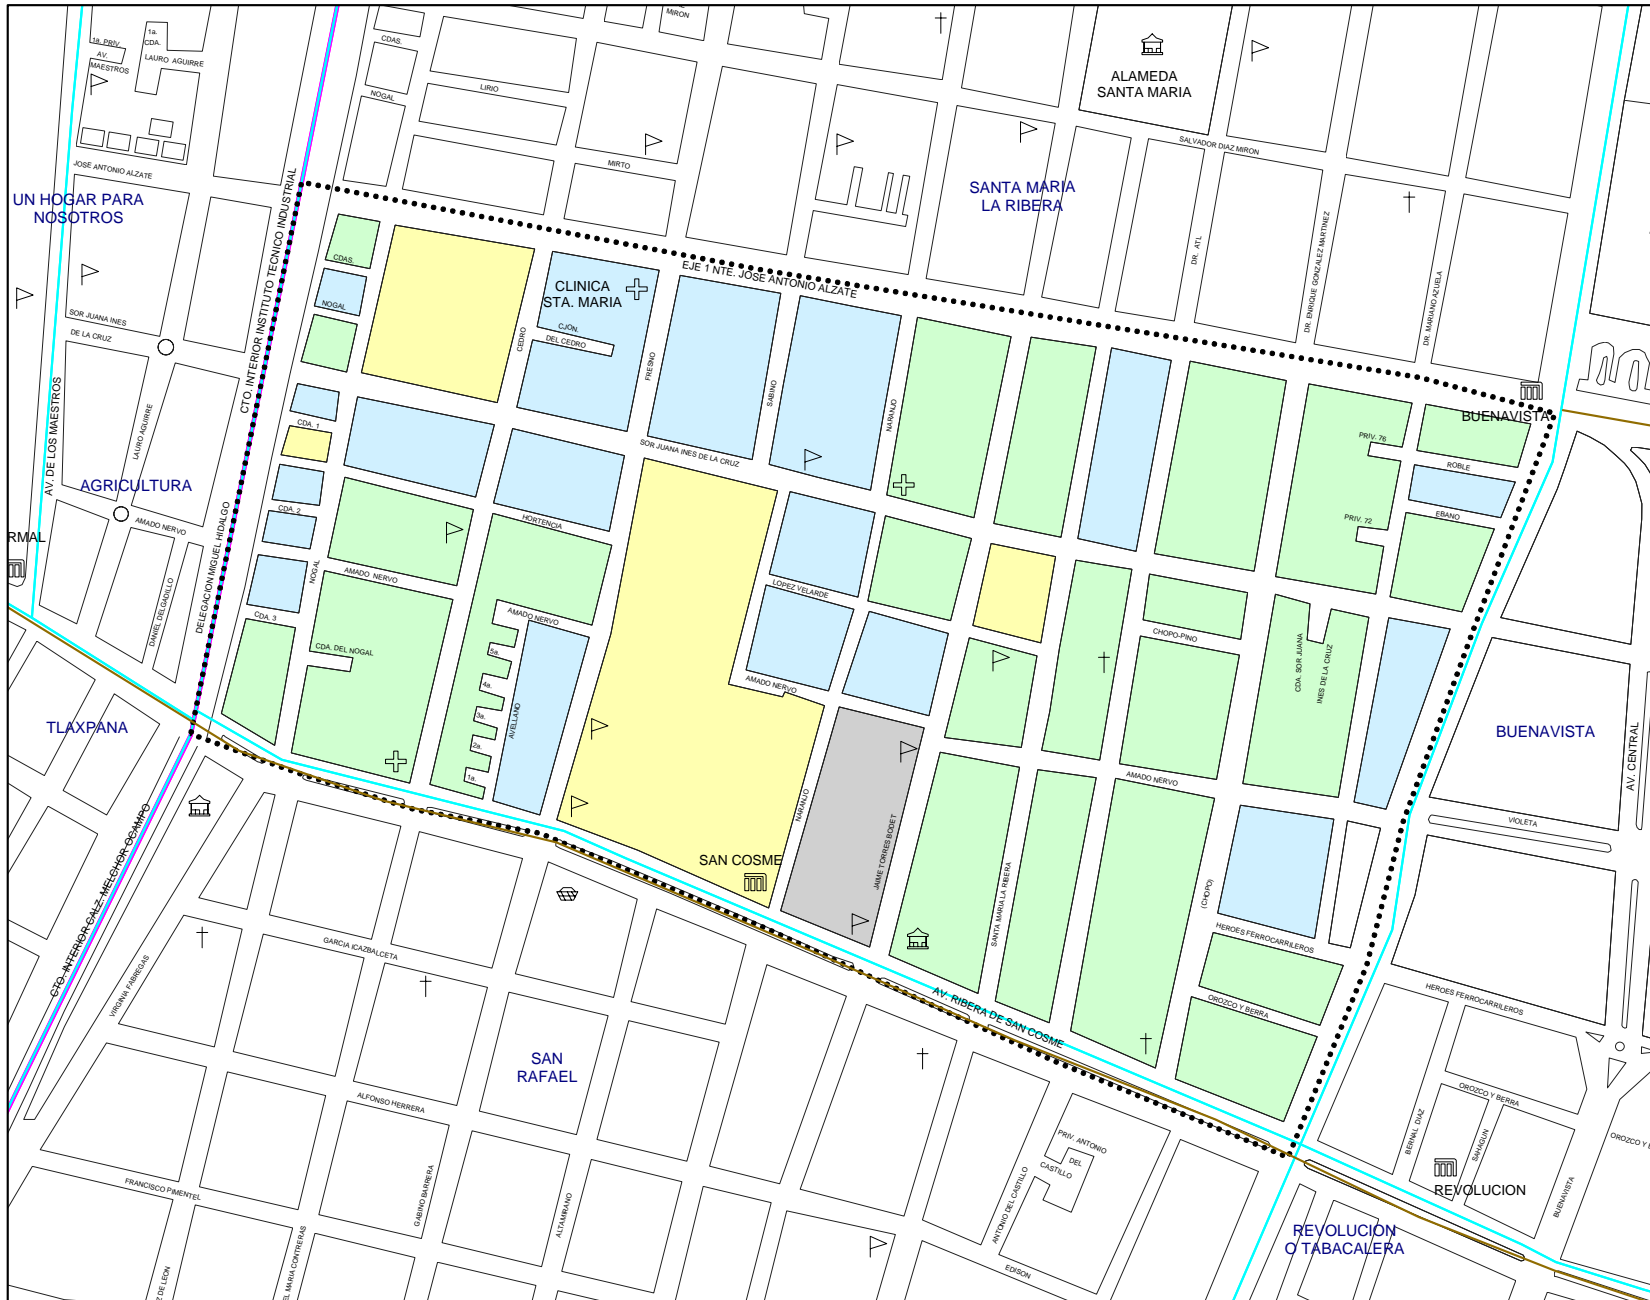 MIRON
CDAS.
1a. PRIV.
AV.
MAESTROS
1a.
CDA.
LAURO AGUIRRE
LIRIO
NOGAL
ALAMEDA
SANTA MARIA
SALVADOR DIAZ MIRON
MIRTO
JOSE ANTONIO ALZATE
UN HOGAR PARA
NOSOTROS
SANTA MARIA
LA RIBERA
CTO. INTERIOR INSTITUTO TECNICO INDUSTRIAL
DR. ATL
DR. ENRIQUE GONZALEZ MARTINEZ
DR. MARIANO AZUELA
EJE 1 NTE. JOSE ANTONIO ALZATE
CDAS.
NOGAL
CLINICA
STA. MARIA
CJON.
DEL CEDRO
CEDRO
FRESNO
SABINO
NARANJO
SOR JUANA INES
DE LA CRUZ
LAURO AGUIRRE
AV. DE LOS MAESTROS
BUENAVISTA
PRIV. 76
ROBLE
EBANO
PRIV. 72
CDA. 1
SOR JUANA INES DE LA CRUZ
AGRICULTURA
AMADO NERVO
CDA. 2
HORTENCIA
RMAL
DELEGACION MIGUEL HIDALGO
NOGAL
AMADO NERVO
LOPEZ VELARDE
DANIEL DELGADILLO
CDA. 3
AMADO NERVO
CDA. DEL NOGAL
5a.
4a.
3a.
2a.
1a.
AVELLANO
AMADO NERVO
CHOPO-PINO
CDA. SOR JUANA
INES DE LA CRUZ
TLAXPANA
BUENAVISTA
AV. CENTRAL
AMADO NERVO
VIOLETA
NARANJO
JAIME TORRES BODET
SAN COSME
SANTA MARIA LA RIBERA
(CHOPO)
HEROES FERROCARRILEROS
CTO. INTERIOR CALZ. MELCHOR OCAMPO
VIRGINIA FABREGAS
GARCIA ICAZBALCETA
OROZCO Y BERRA
AV. RIBERA DE SAN COSME
HEROES FERROCARRILEROS
SAN
RAFAEL
OROZCO Y BERRA
ALFONSO HERRERA
BERNAL DIAZ
SAHAGUN
PRIV. ANTONIO
DEL
CASTILLO
FRANCISCO PIMENTEL
GABINO BARRERA
ALTAMIRANO
ANTONIO DEL CASTILLO
REVOLUCION
BUENAVISTA
REVOLUCION
O TABACALERA
EDISON